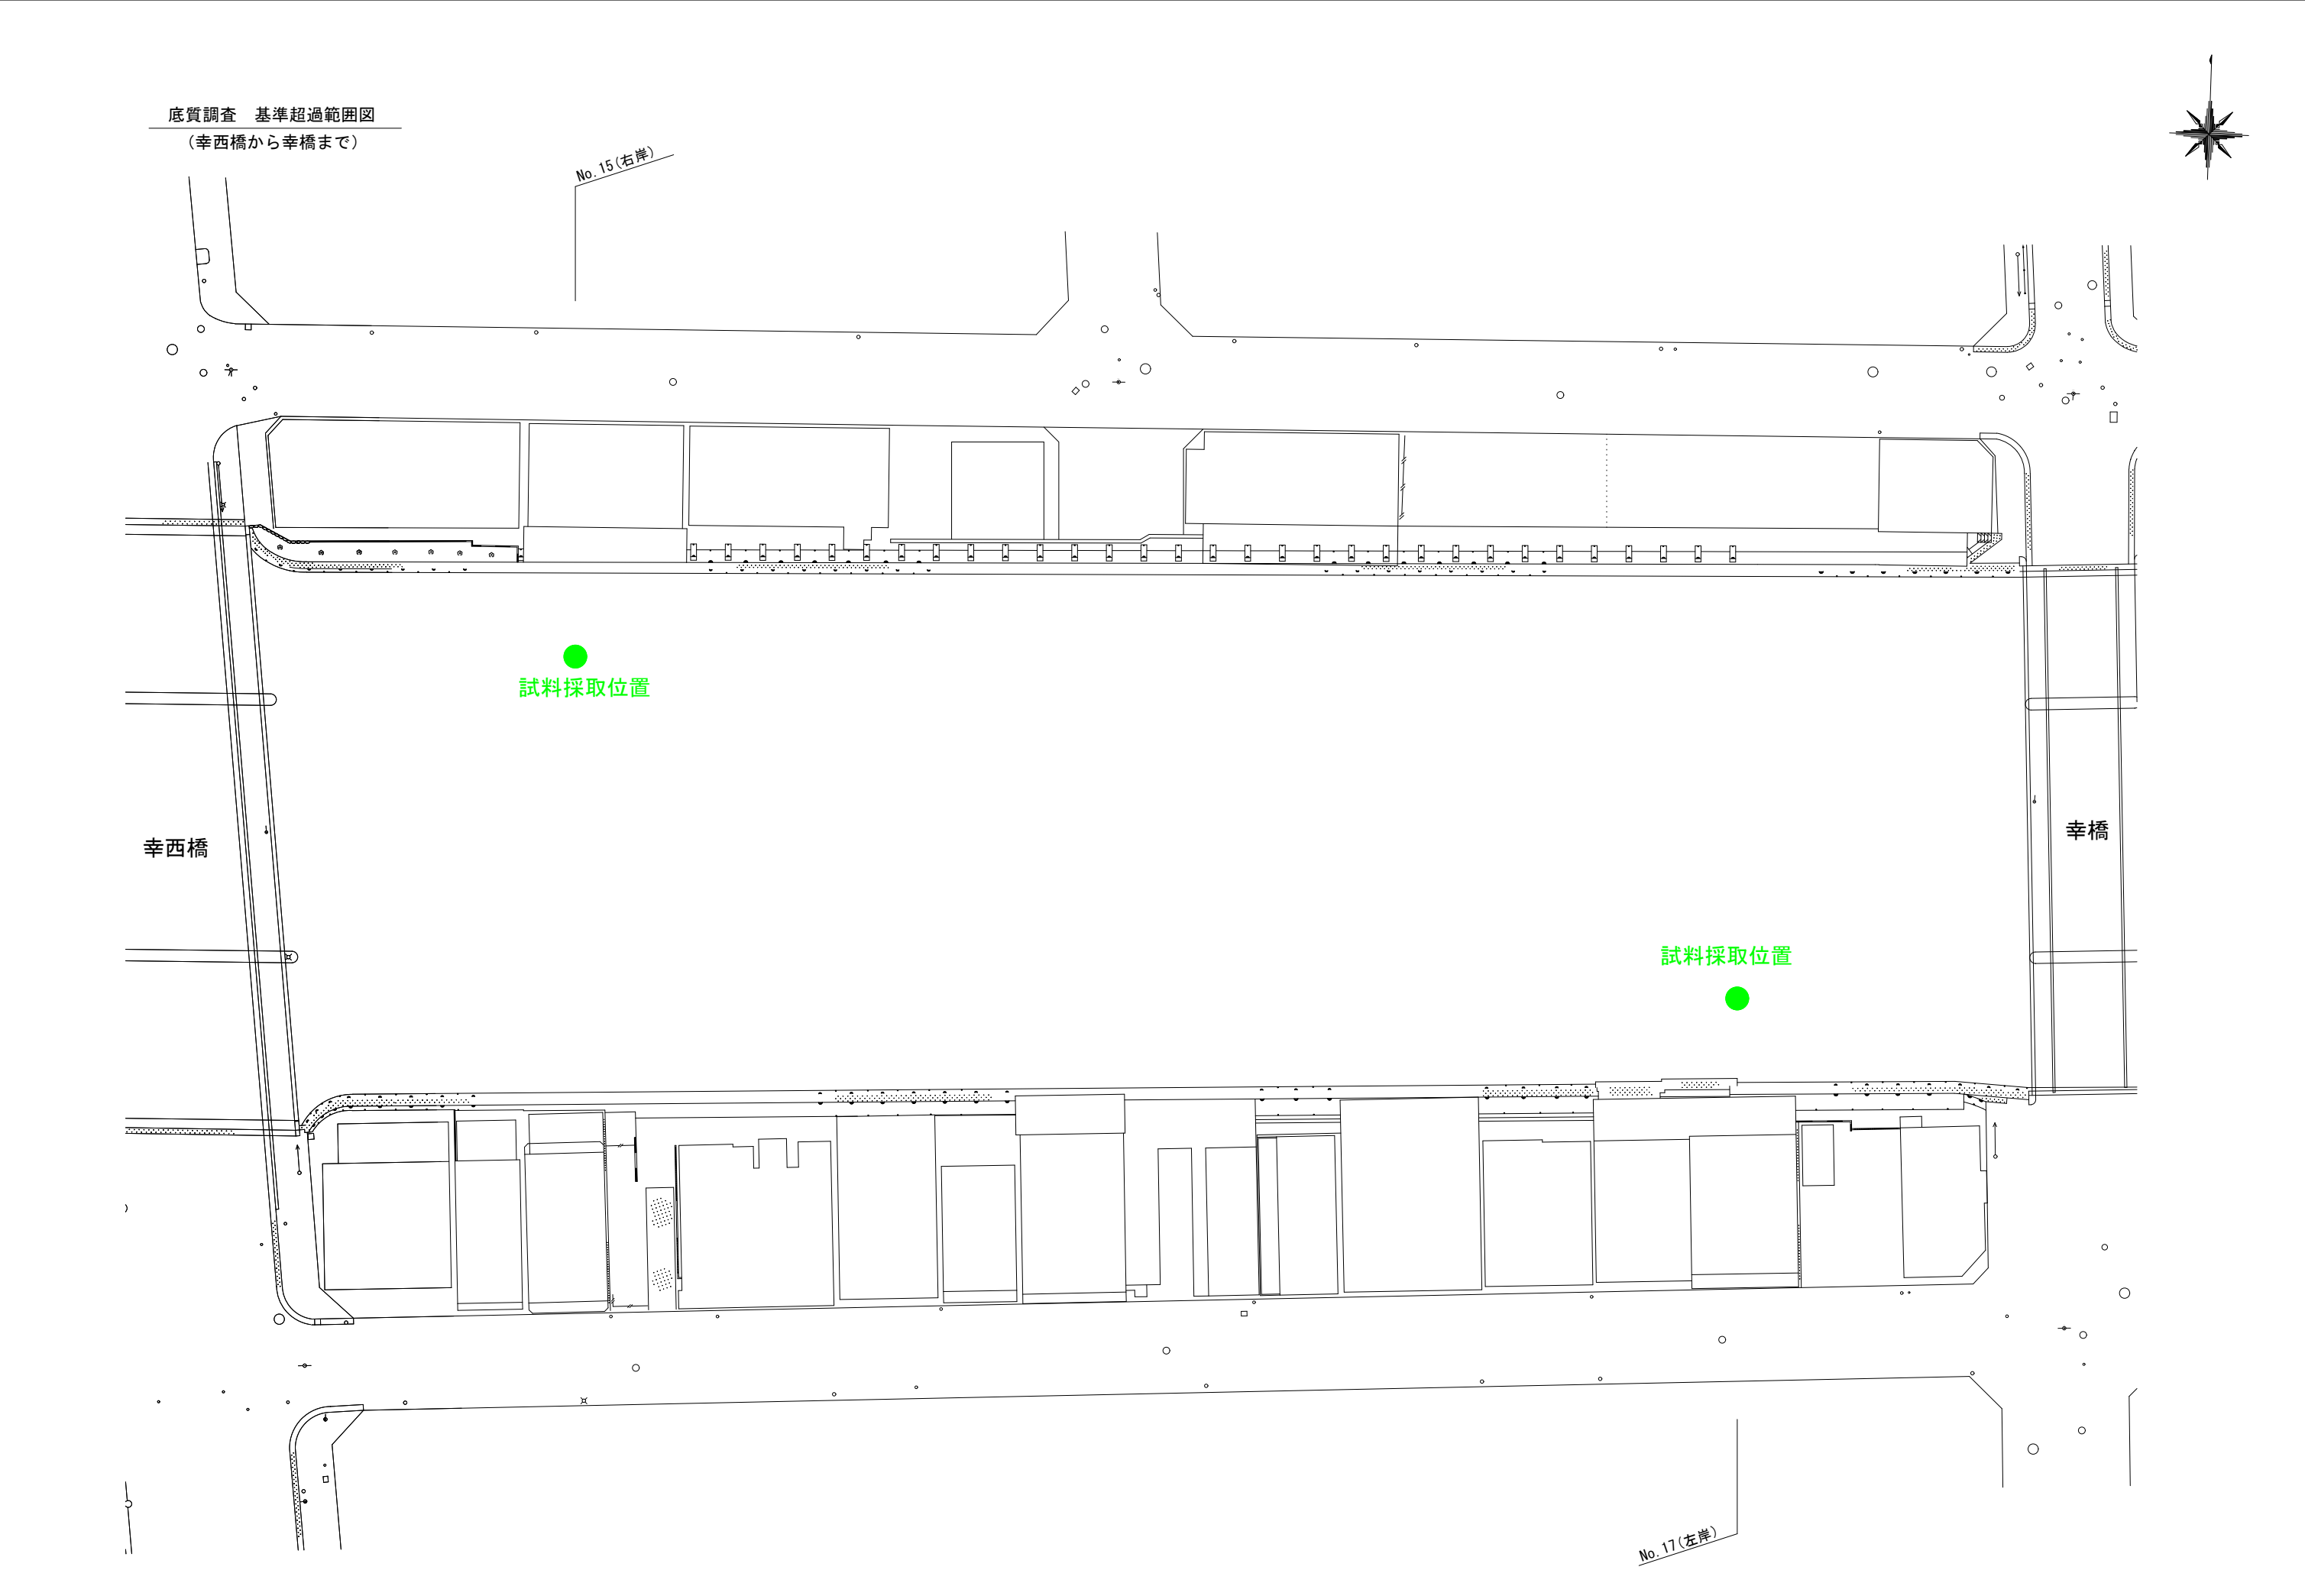 底質調査　基準超過範囲図
（幸西橋から幸橋まで）
No.15(右岸)
試料採取位置
幸西橋
幸橋
試料採取位置
No.17(左岸)